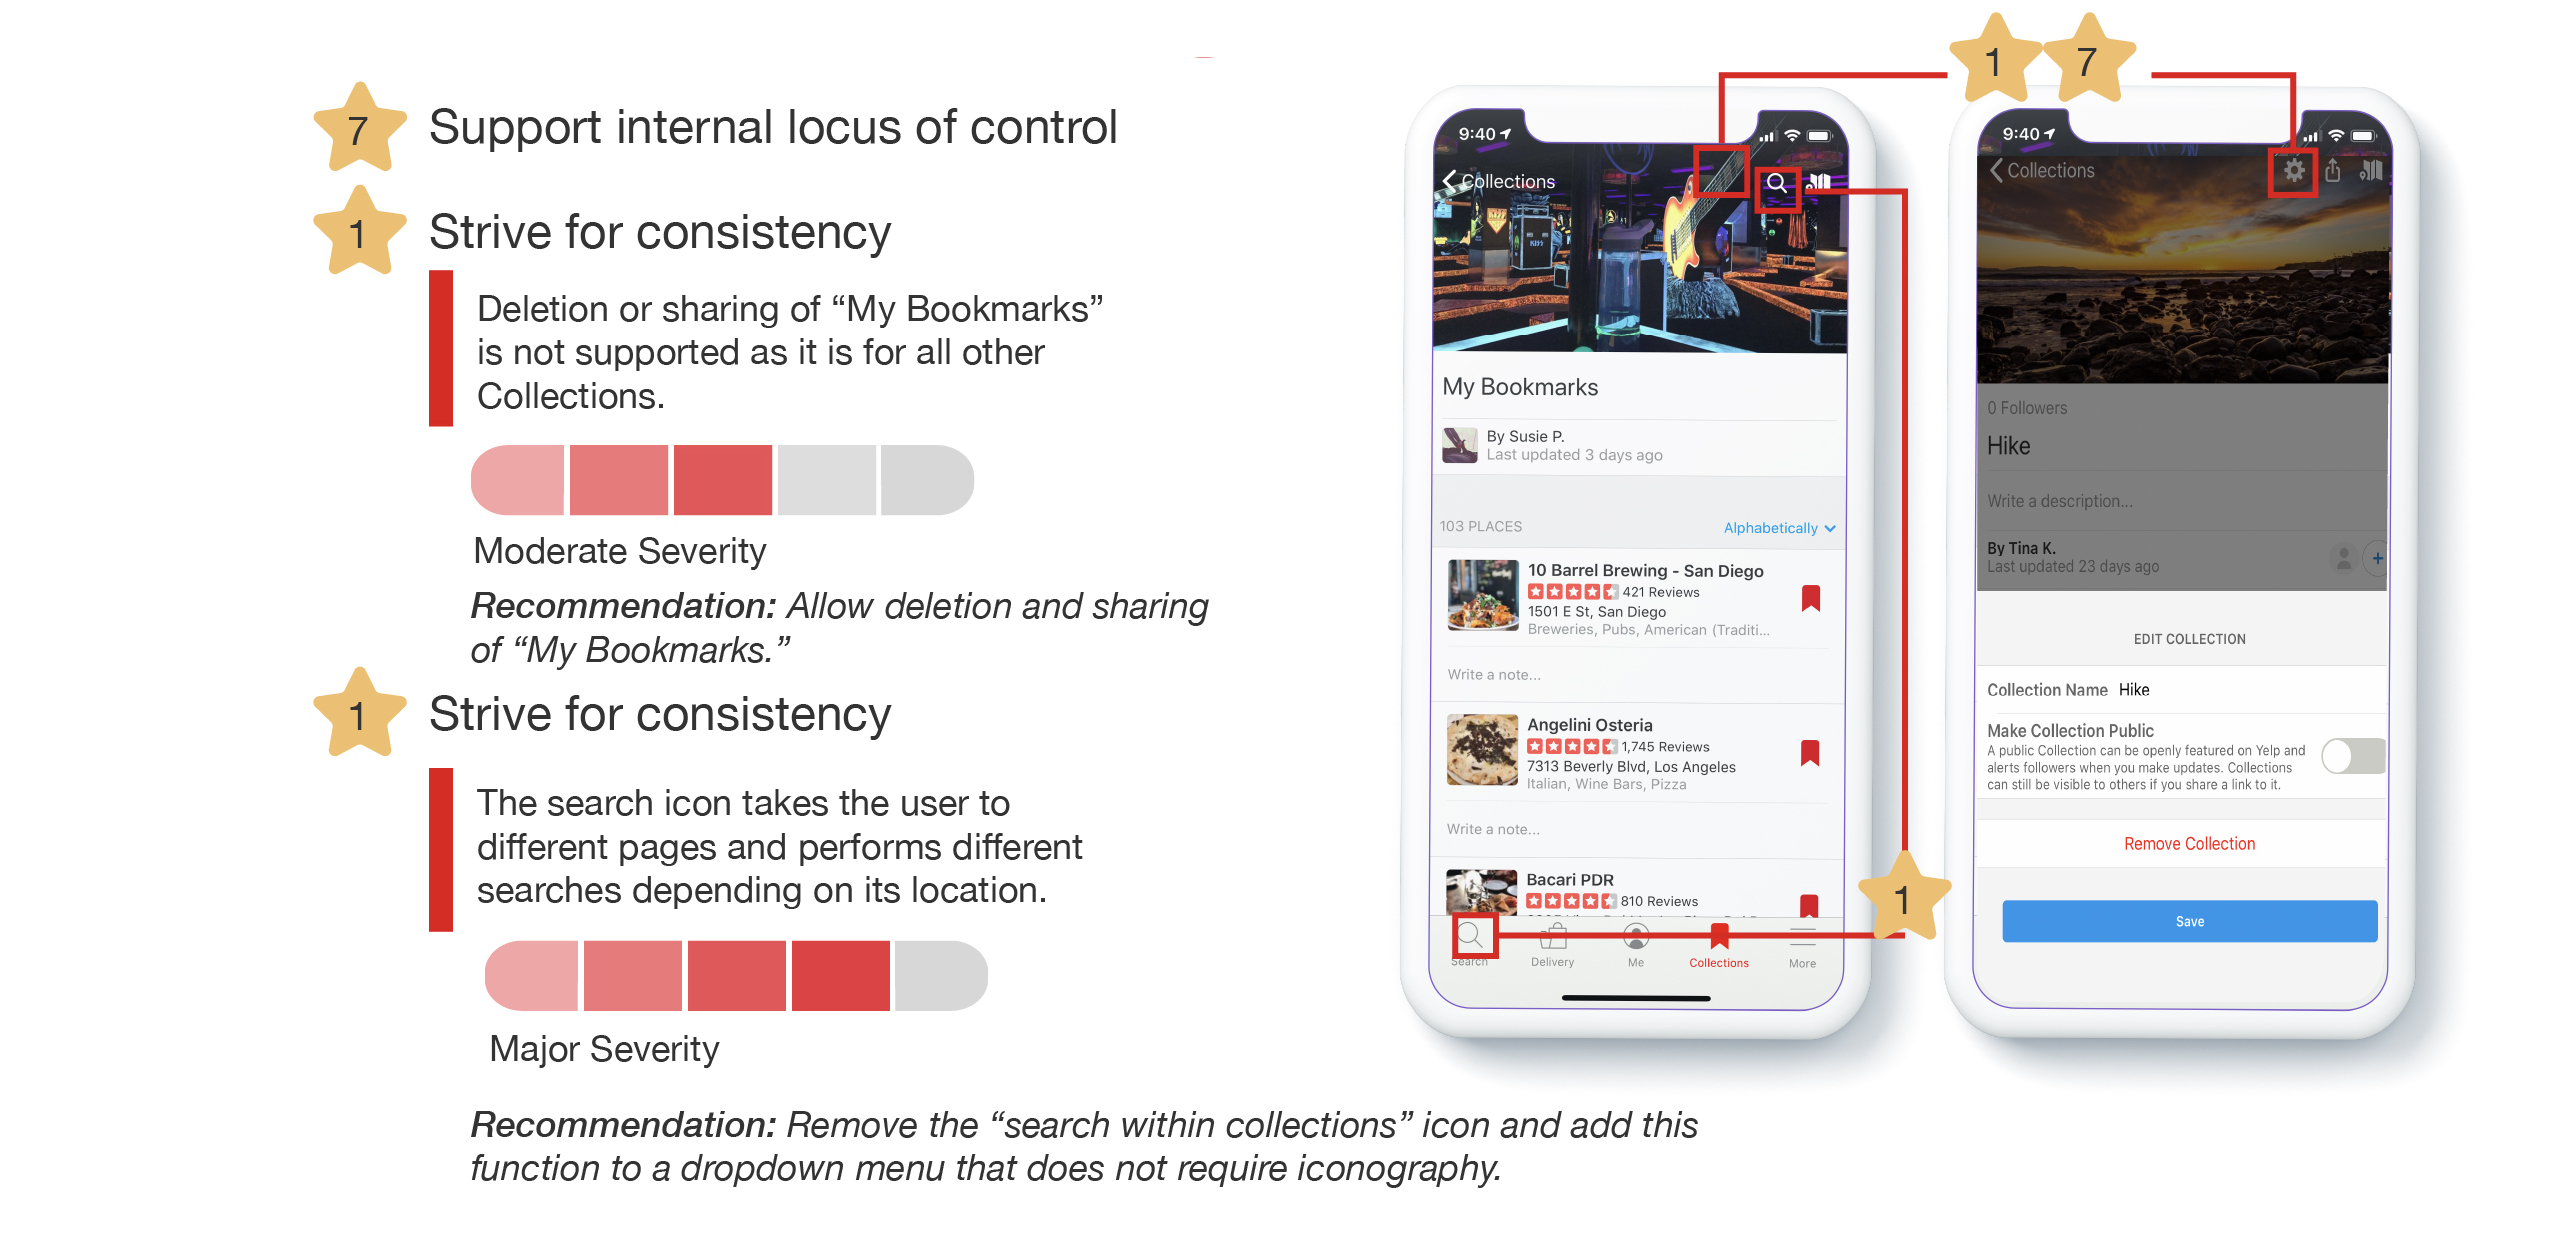 7 Support internal locus of control
1 Strive for consistency
Deletion or sharing of “My Bookmarks”
is not supported as it is for all other
Collections.
Moderate Severity
Recommendation: Allow deletion and sharing
of “My Bookmarks.”
1 Strive for consistency
The search icon takes the user to
different pages and performs different
searches depending on its location.
Major Severity
Recommendation: Remove the “search within collections” icon and add this
function to a dropdown menu that does not require iconography.
1 7
9:40
Collections
KISS
My Bookmarks
By Susie P.
Last updated 3 days ago
103 PLACES Alphabetically
10 Barrel Brewing - San Diego
421 Reviews
1501 E St, San Diego
Breweries, Pubs, American (Traditi...
Write a note...
Angelini Osteria
1,745 Reviews
7313 Beverly Blvd, Los Angeles
Italian, Wine Bars, Pizza
Write a note...
Bacari PDR
810 Reviews
Search Delivery Me Collections More
1
9:40
Collections
0 Followers
Hike
Write a description...
By Tina K.
Last updated 23 days ago
EDIT COLLECTION
Collection Name Hike
Make Collection Public
A public Collection can be openly featured on Yelp and
alerts followers when you make updates. Collections
can still be visible to others if you share a link to it.
Remove Collection
Save